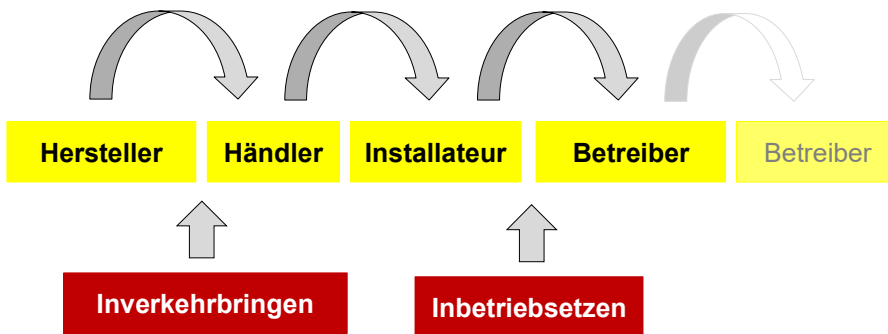 Hersteller
Händler
Installateur
Betreiber
Betreiber
Inverkehrbringen
Inbetriebsetzen